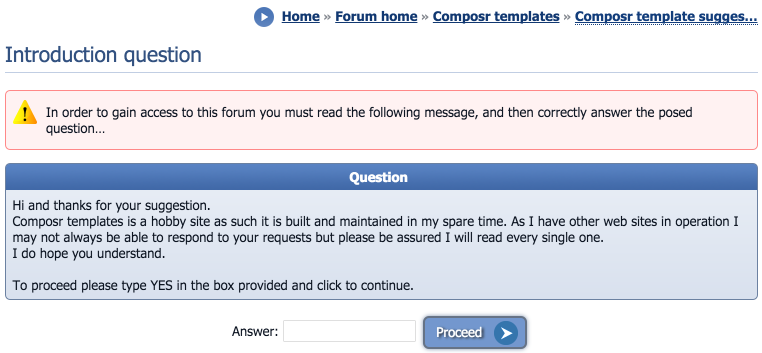 Home » Forum home » Composr templates » Composr template sugges...
Introduction question
In order to gain access to this forum you must read the following message, and then correctly answer the posed
question...
Question
Hi and thanks for your suggestion.
Composr templates is a hobby site as such it is built and maintained in my spare time. As I have other web sites in operation I
may not always be able to respond to your requests but please be assured I will read every single one.
I do hope you understand.
To proceed please type YES in the box provided and click to continue.
Answer: Proceed